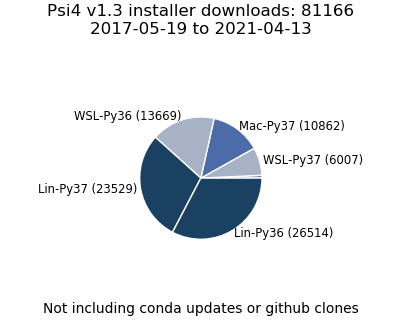 Psi4 v1.3 installer downloads: 81166
2017-05-19 to 2021-04-13
WSL-Py36 (13669)
Mac-Py37 (10862)
WSL-Py37 (6007)
Lin-Py37 (23529)
Lin-Py36 (26514)
Not including conda updates or github clones